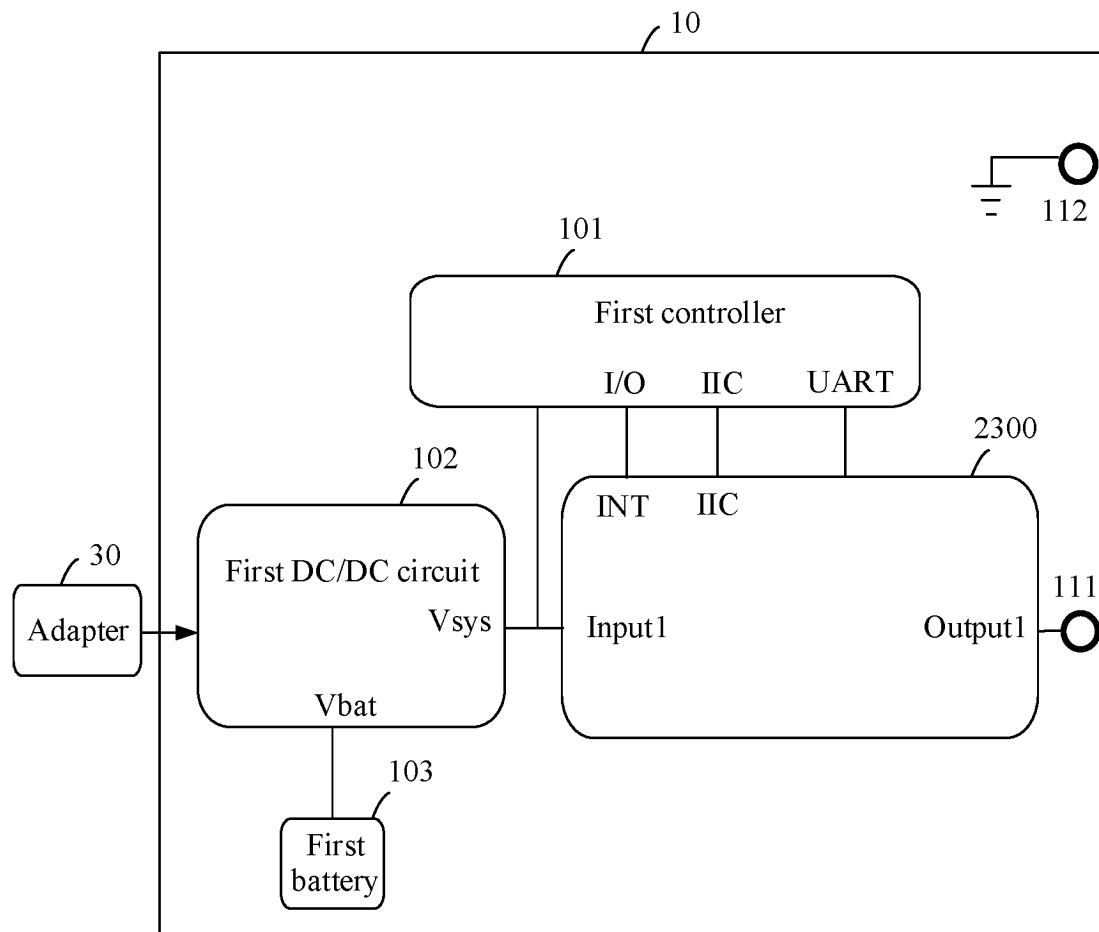 10
112
101
First controller
I/O IIC UART
2300
102
INT IIC
30
First DC/DC circuit
111
Adapter
Vsys
Input1
Output1
Vbat
103
First
battery